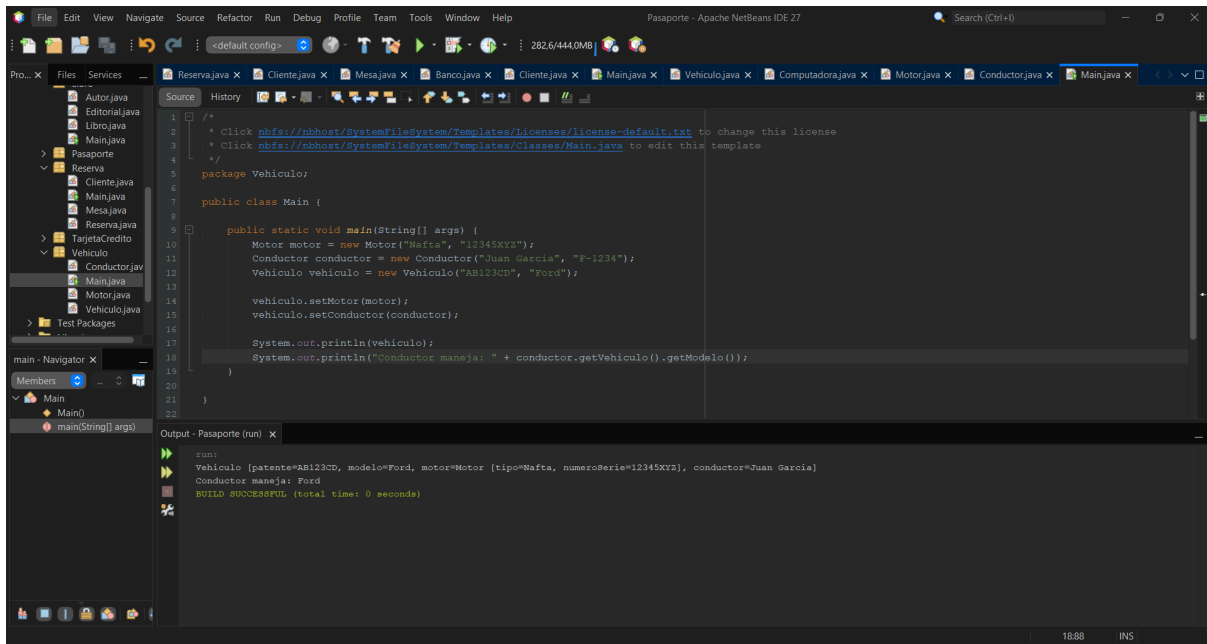 File Edit View Navigate Source Refactor Run Debug Profile Team Tools Window Help
Pasaporte - Apache NetBeans IDE 27
Search (Ctrl+I)
<default config>
282,6/444,0MB
Pro...
Files
Services
Reserva.java
Cliente.java
Mesa.java
Banco.java
Cliente.java
Main.java
Vehiculo.java
Computadora.java
Motor.java
Conductor.java
Main.java
Autor.java
Editorial.java
Libro.java
Main.java
Pasaporte
Reserva
Cliente.java
Main.java
Mesa.java
Reserva.java
TarjetaCredito
Vehiculo
Conductor.jav
Main.java
Motor.java
Vehiculo.java
Test Packages
main - Navigator
Members
Main
Main()
main(String[] args)
Source History
1 /*
2 * Click nbfs://nbhost/SystemFileSystem/Templates/Licenses/license-default.txt to change this license
3 * Click nbfs://nbhost/SystemFileSystem/Templates/Classes/Main.java to edit this template
4 */
5 package Vehiculo;
6
7 public class Main {
8
9 public static void main(String[] args) {
10 Motor motor = new Motor("Nafta", "12345XYZ");
11 Conductor conductor = new Conductor("Juan Garcia", "F-1234");
12 Vehiculo vehiculo = new Vehiculo("AB123CD", "Ford");
13
14 vehiculo.setMotor(motor);
15 vehiculo.setConductor(conductor);
16
17 System.out.println(vehiculo);
18 System.out.println("Conductor maneja: " + conductor.getVehiculo().getModelo());
19 }
20
21 }
22
Output - Pasaporte (run)
run:
Vehiculo [patente=AB123CD, modelo=Ford, motor=Motor [tipo=Nafta, numeroSerie=12345XYZ], conductor=Juan Garcia]
Conductor maneja: Ford
BUILD SUCCESSFUL (total time: 0 seconds)
18:88
INS